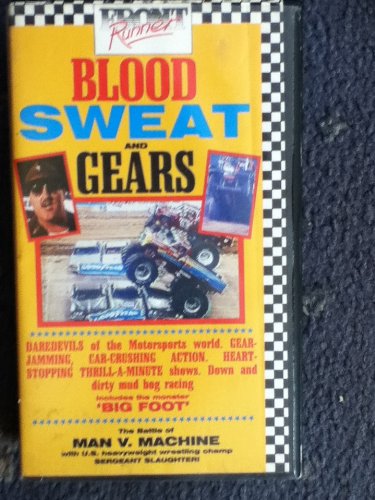 FRONT
Runner
BLOOD
SWEAT
AND
GEARS
GOODYEAR
DAREDEVILS of the Motorsports world. GEAR-
JAMMING, CAR-CRUSHING ACTION. HEART-
STOPPING THRILL-A-MINUTE shows. Down and
dirty mud bog racing
Includes the monster
'BIG FOOT'
The Battle of
MAN V. MACHINE
with U.S. heavyweight wrestling champ
SERGEANT SLAUGHTER!